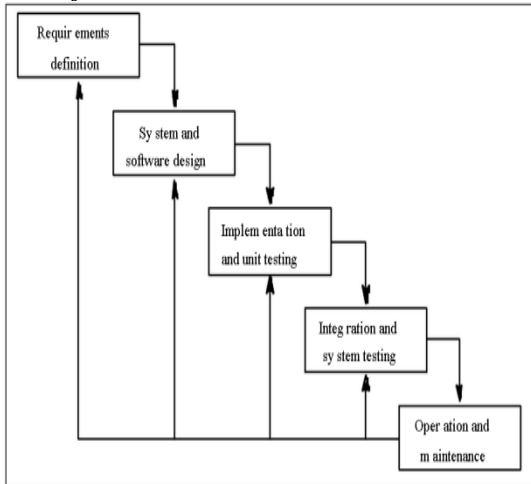 Requir ements
definition
Sy stem and
software design
Implem enta tion
and unit testing
Integ ration and
sy stem testing
Oper ation and
m aintenance